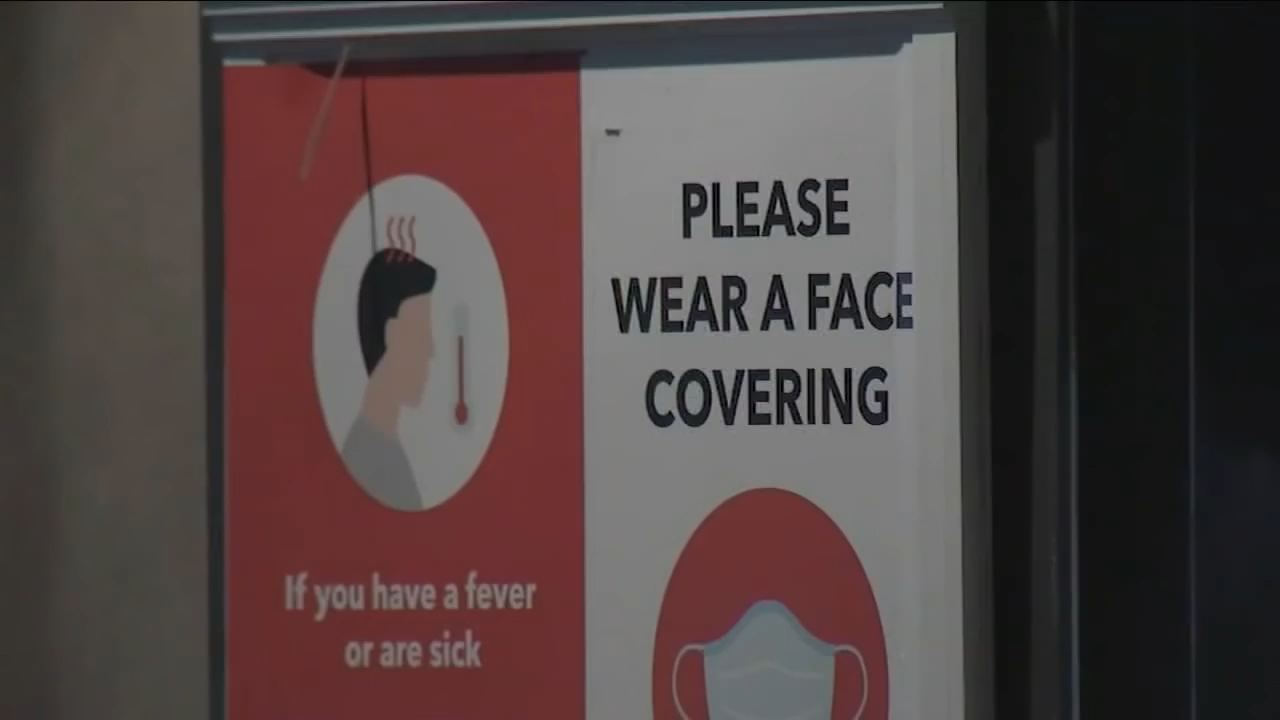 If you have a fever
or are sick
PLEASE
WEAR A FACE
COVERING